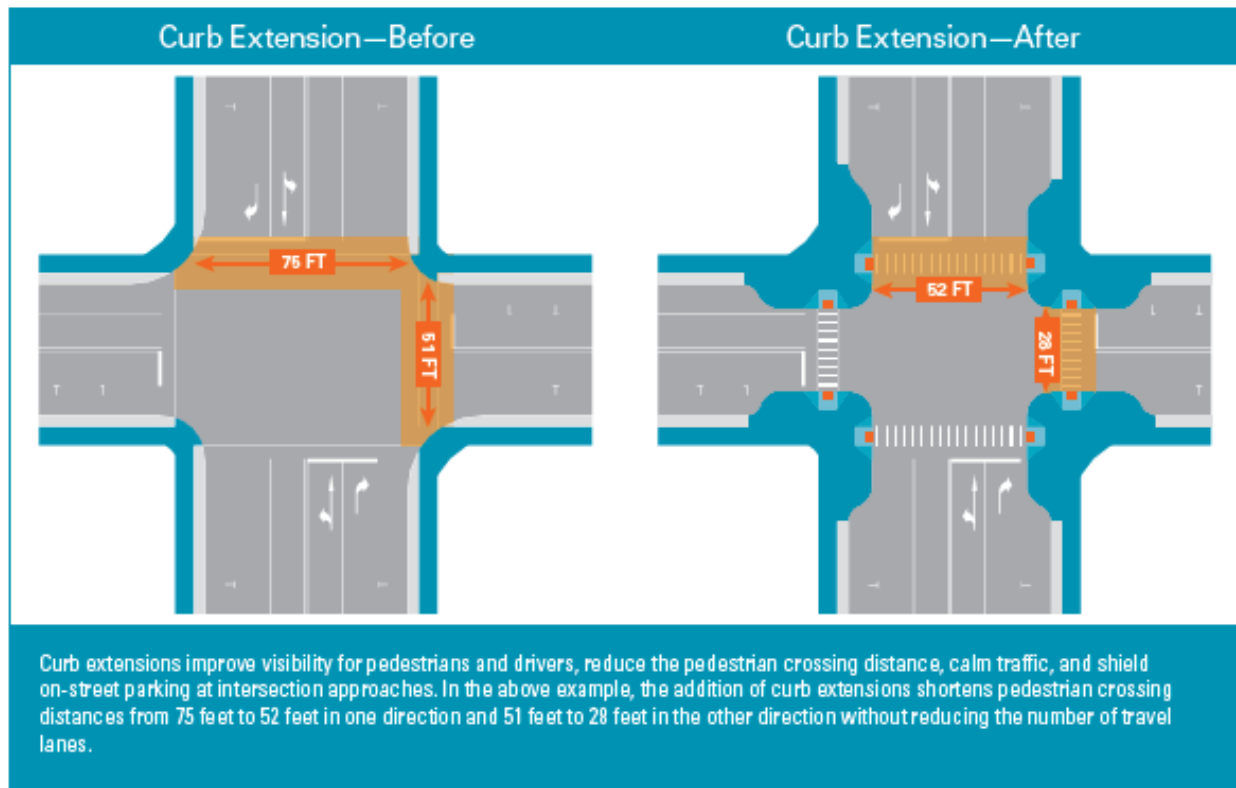 Curb Extension—Before
Curb Extension—After
75 FT
51 FT
52 FT
28 FT
Curb extensions improve visibility for pedestrians and drivers, reduce the pedestrian crossing distance, calm traffic, and shield
on-street parking at intersection approaches. In the above example, the addition of curb extensions shortens pedestrian crossing
distances from 75 feet to 52 feet in one direction and 51 feet to 28 feet in the other direction without reducing the number of travel
lanes.